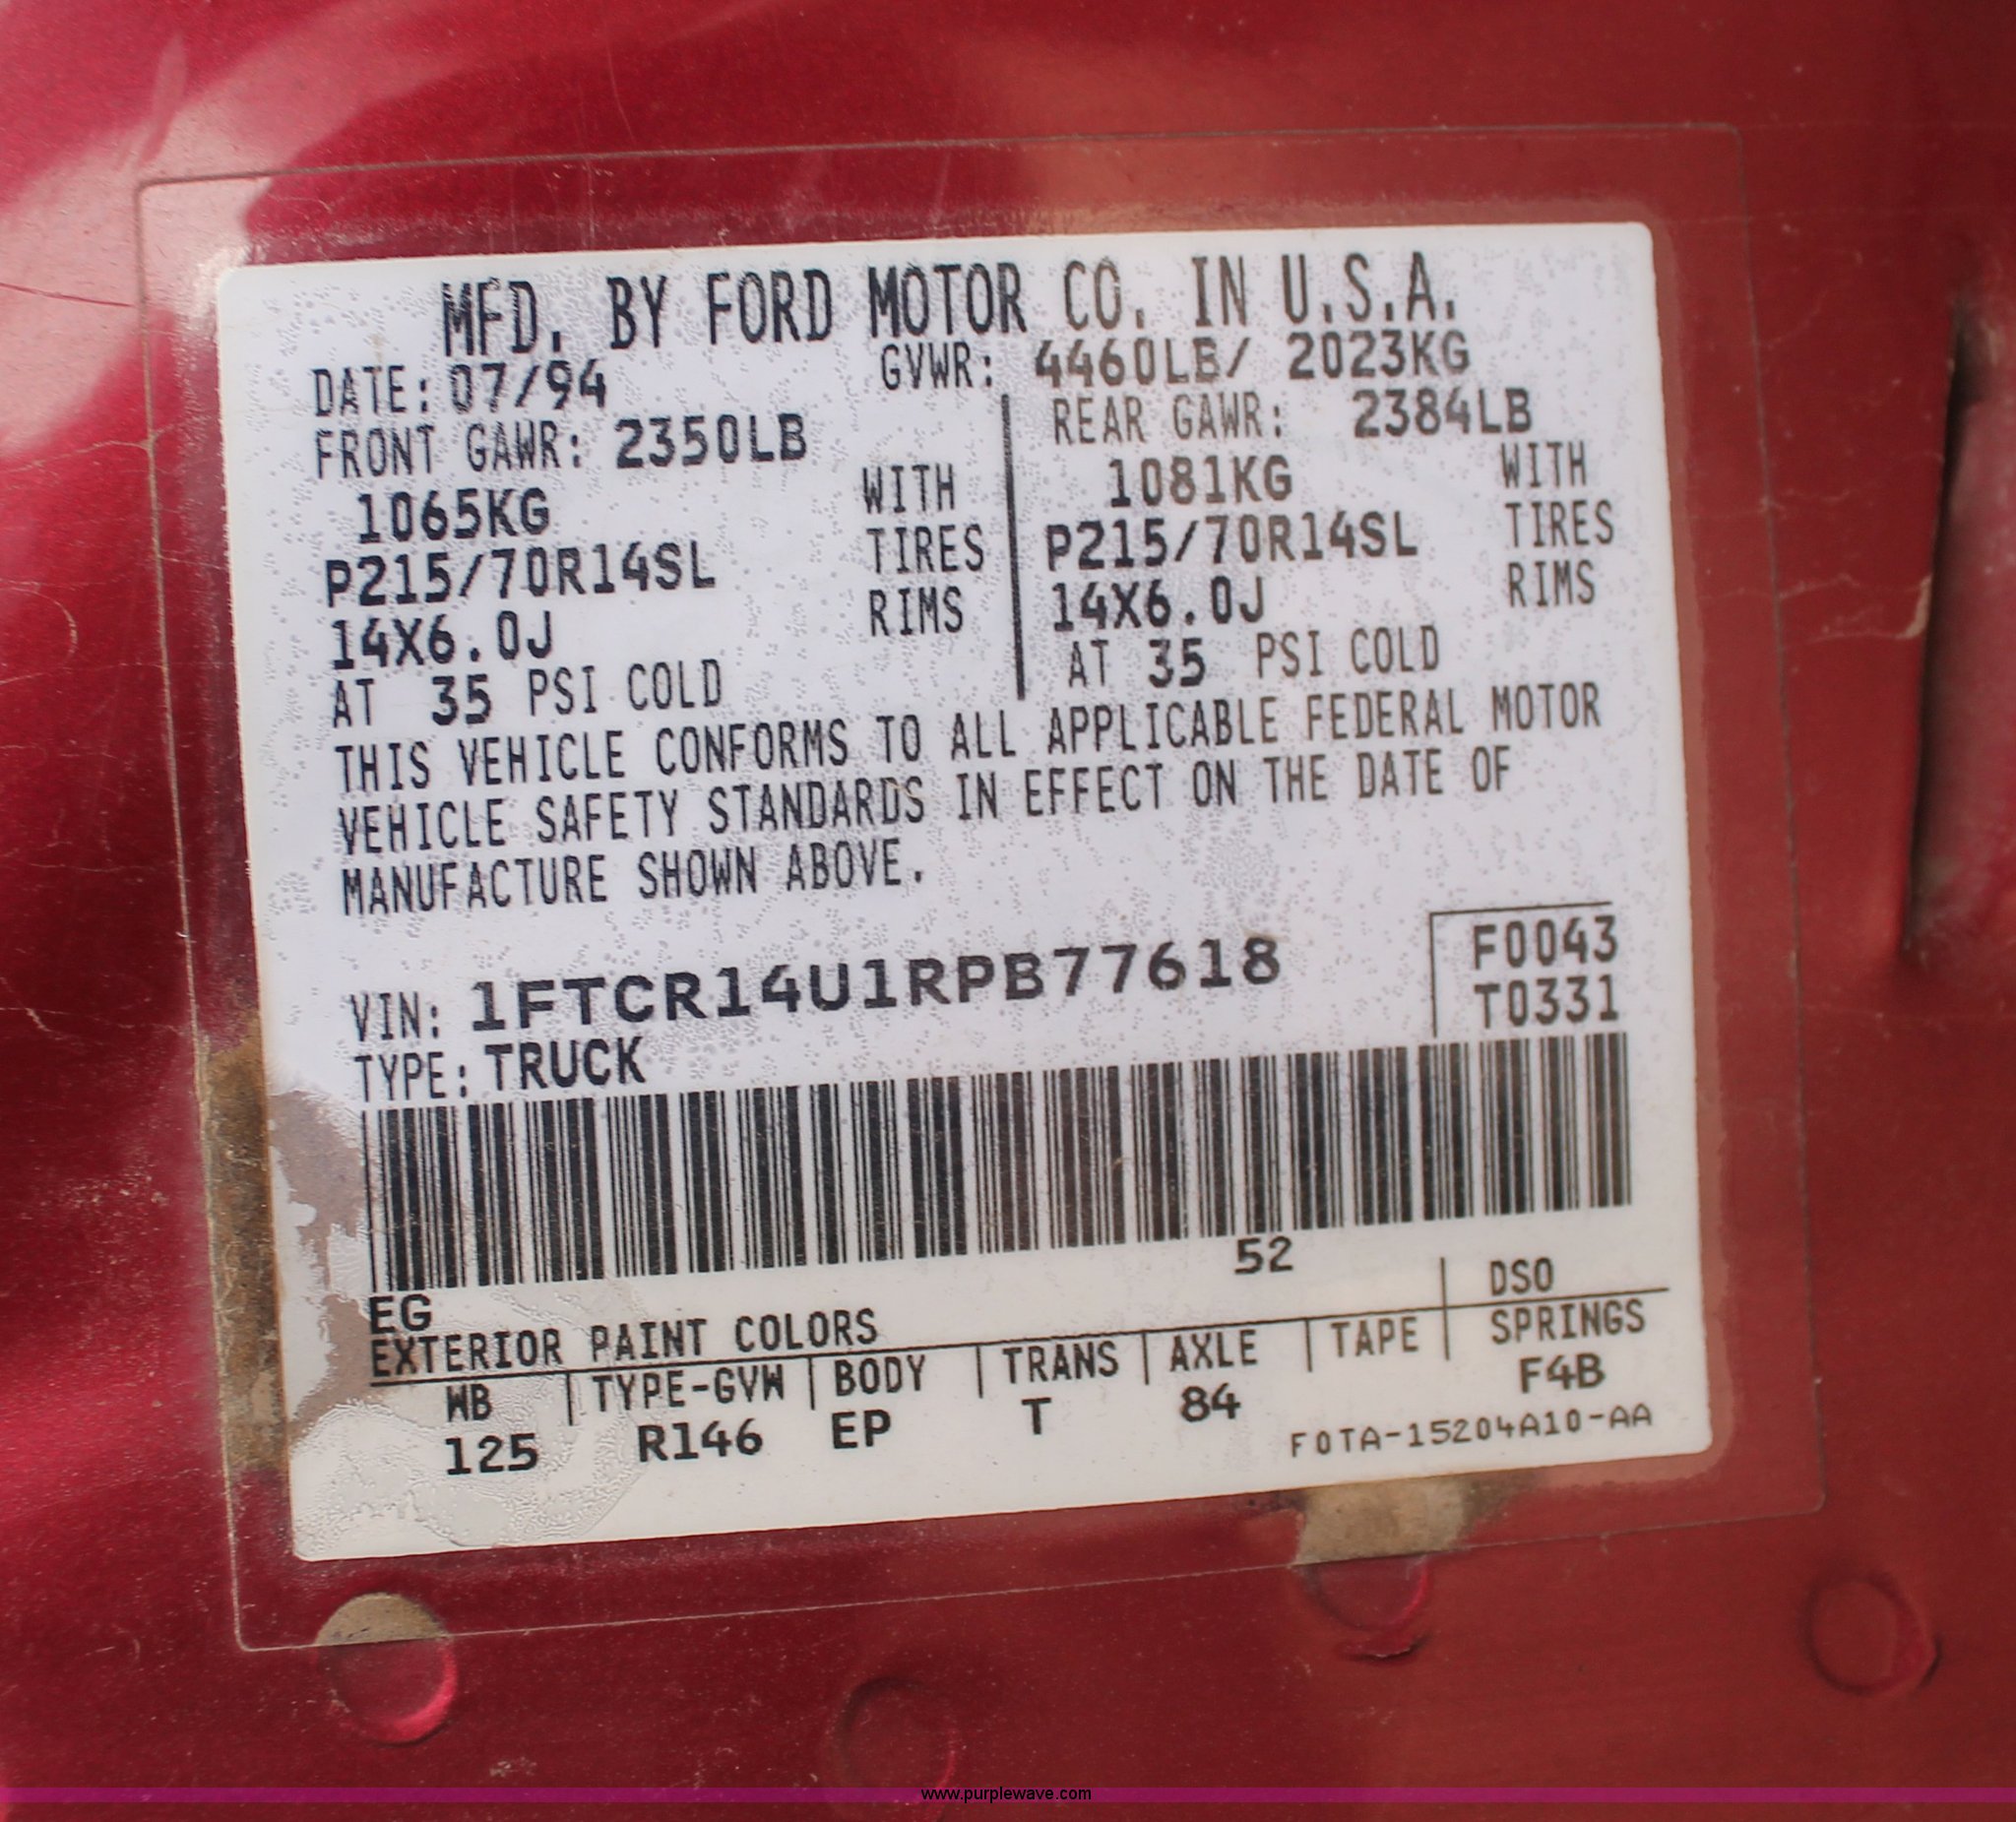 MFD. BY FORD MOTOR CO. IN U.S.A.
DATE: 07/94 GVWR: 4460LB/ 2023KG
FRONT GAWR: 2350LB REAR GAWR: 2384LB
1065KG WITH 1081KG WITH
P215/70R14SL TIRES P215/70R14SL TIRES
14X6.0J RIMS 14X6.0J RIMS
AT 35 PSI COLD AT 35 PSI COLD
THIS VEHICLE CONFORMS TO ALL APPLICABLE FEDERAL MOTOR
VEHICLE SAFETY STANDARDS IN EFFECT ON THE DATE OF
MANUFACTURE SHOWN ABOVE.
F0043
VIN: 1FTCR14U1RPB77618 T0331
TYPE: TRUCK
52
EG DSO
EXTERIOR PAINT COLORS
WB TYPE-GVW BODY TRANS AXLE TAPE SPRINGS
125 R146 EP T 84 F4B
F0TA-15204A10-AA
www.purplewave.com